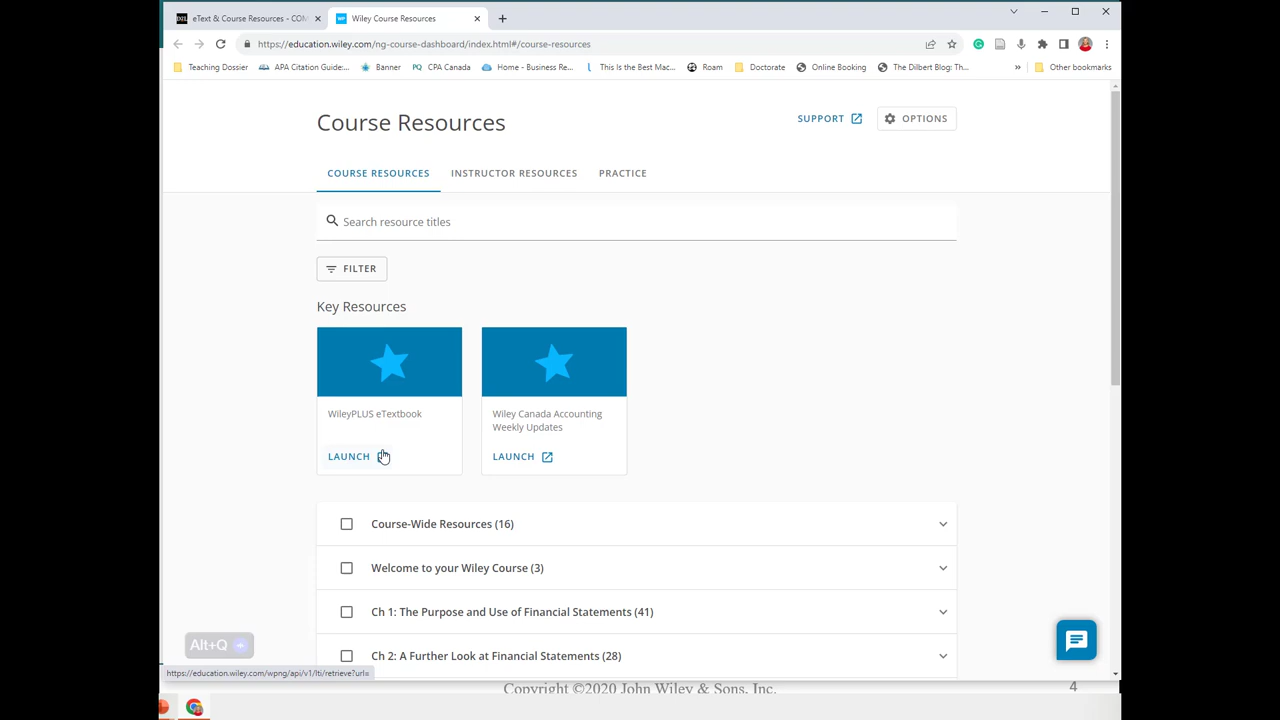 eText & Course Resources - CON
Wiley Course Resources
https://education.wiley.com/ng-course-dashboard/index.html#/course-resources
Teaching Dossier
APA Citation Guide:...
Banner
CPA Canada
Home - Business Re...
This Is the Best Mac...
Roam
Doctorate
Online Booking
The Dilbert Blog: Th...
»
Other bookmarks
Course Resources
SUPPORT
OPTIONS
COURSE RESOURCES
INSTRUCTOR RESOURCES
PRACTICE
Search resource titles
FILTER
Key Resources
WileyPLUS eTextbook
LAUNCH
Wiley Canada Accounting
Weekly Updates
LAUNCH
Course-Wide Resources (16)
Welcome to your Wiley Course (3)
Ch 1: The Purpose and Use of Financial Statements (41)
Ch 2: A Further Look at Financial Statements (28)
Alt+Q
https://education.wiley.com/wpng/api/v1/lti/retrieve?url=
Copyright ©2020 John Wiley & Sons, Inc.
4